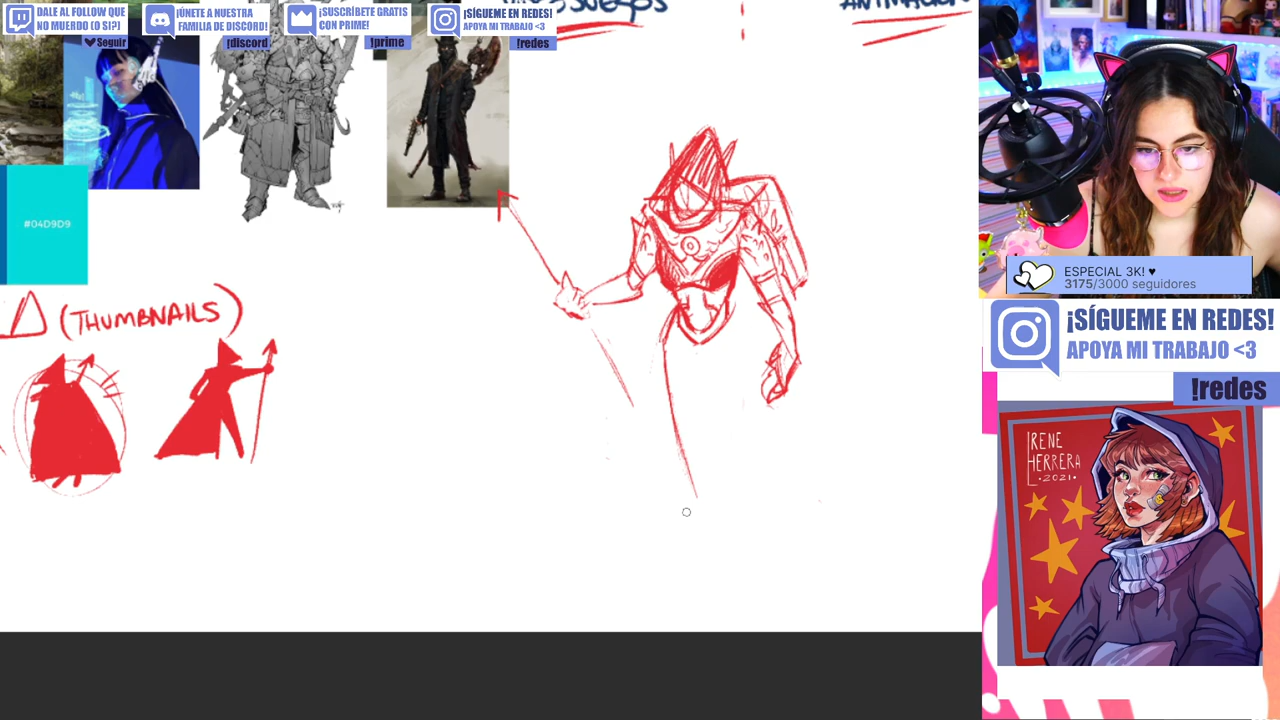 DALE AL FOLLOW QUE
NO MUERDO (O SI?)
Seguir
¡ÚNETE A NUESTRA
FAMILIA DE DISCORD!
!discord
¡SUSCRÍBETE GRATIS
CON PRIME!
!prime
¡SÍGUEME EN REDES!
APOYA MI TRABAJO <3
!redes
#04D9D9
(THUMBNAILS)
ESPECIAL 3K! ♥
3175/3000 seguidores
¡SÍGUEME EN REDES!
APOYA MI TRABAJO <3
!redes
IRENE
HERRERA
•2021•